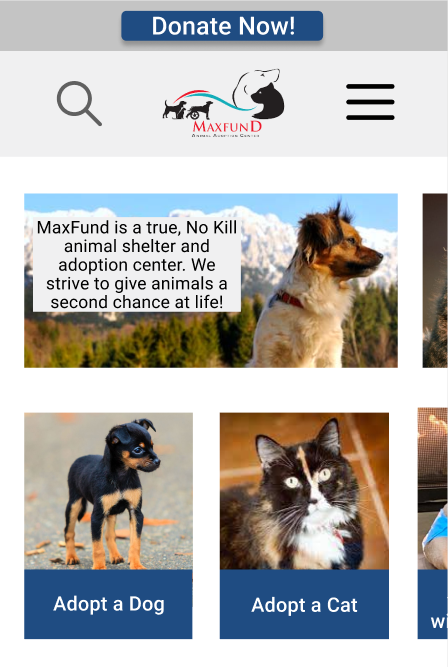 Donate Now!
MAXFUND
ANIMAL ADOPTION CENTER
MaxFund is a true, No Kill
animal shelter and
adoption center. We
strive to give animals a
second chance at life!
Adopt a Dog
Adopt a Cat
wi